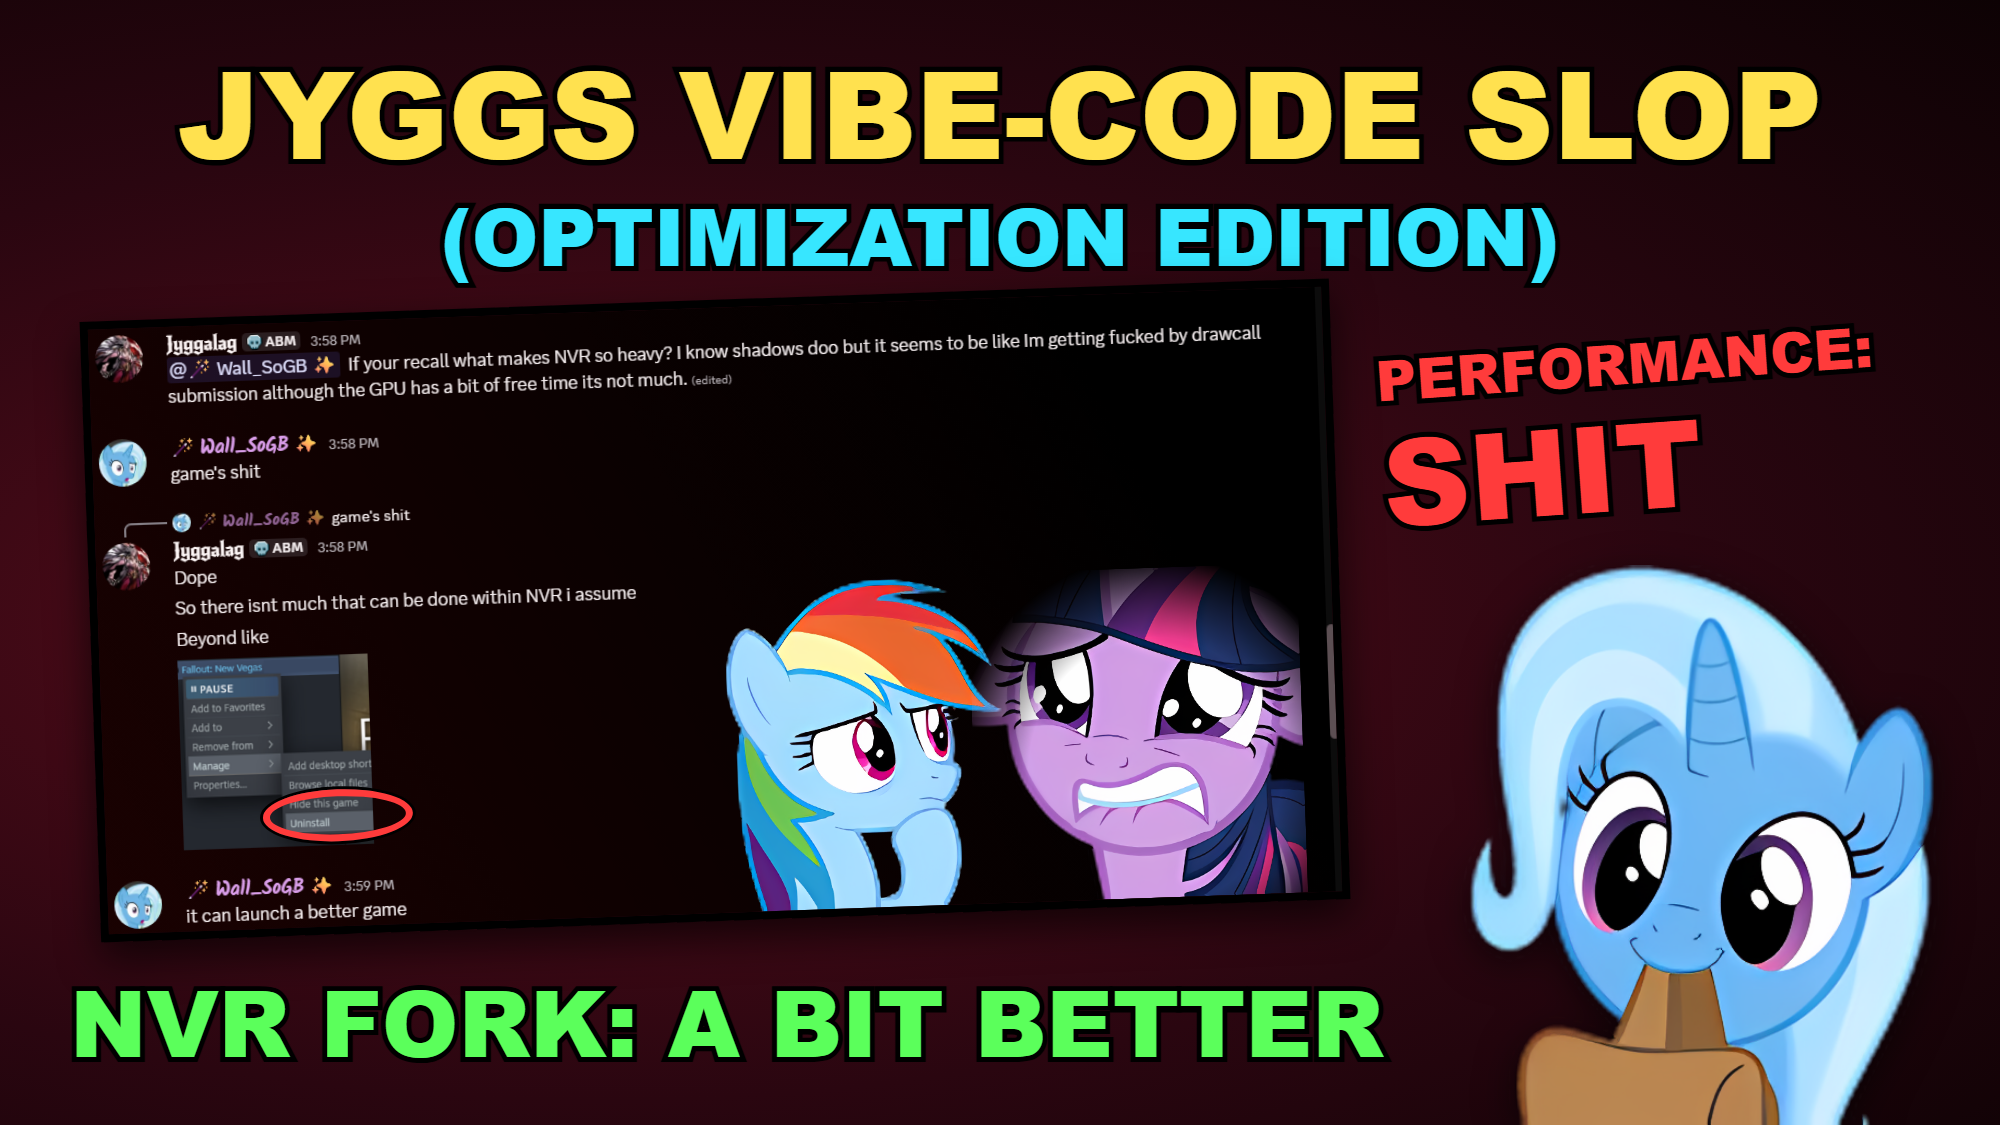 JYGGS VIBE-CODE SLOP
(OPTIMIZATION EDITION)
Juggalag ABM 3:58 PM
@ Wall_SoGB If your recall what makes NVR so heavy? I know shadows doo but it seems to be like Im getting fucked by drawcall
submission although the GPU has a bit of free time its not much. (edited)
Wall_SoGB 3:58 PM
game's shit
Wall_SoGB game's shit
Juggalag ABM 3:58 PM
Dope
So there isnt much that can be done within NVR i assume
Beyond like
Fallout: New Vegas
PAUSE
Add to Favorites
Add to
Remove from
Manage
Properties...
Add desktop short
Browse local files
Hide this game
Uninstall
Wall_SoGB 3:59 PM
it can launch a better game
PERFORMANCE:
SHIT
NVR FORK: A BIT BETTER